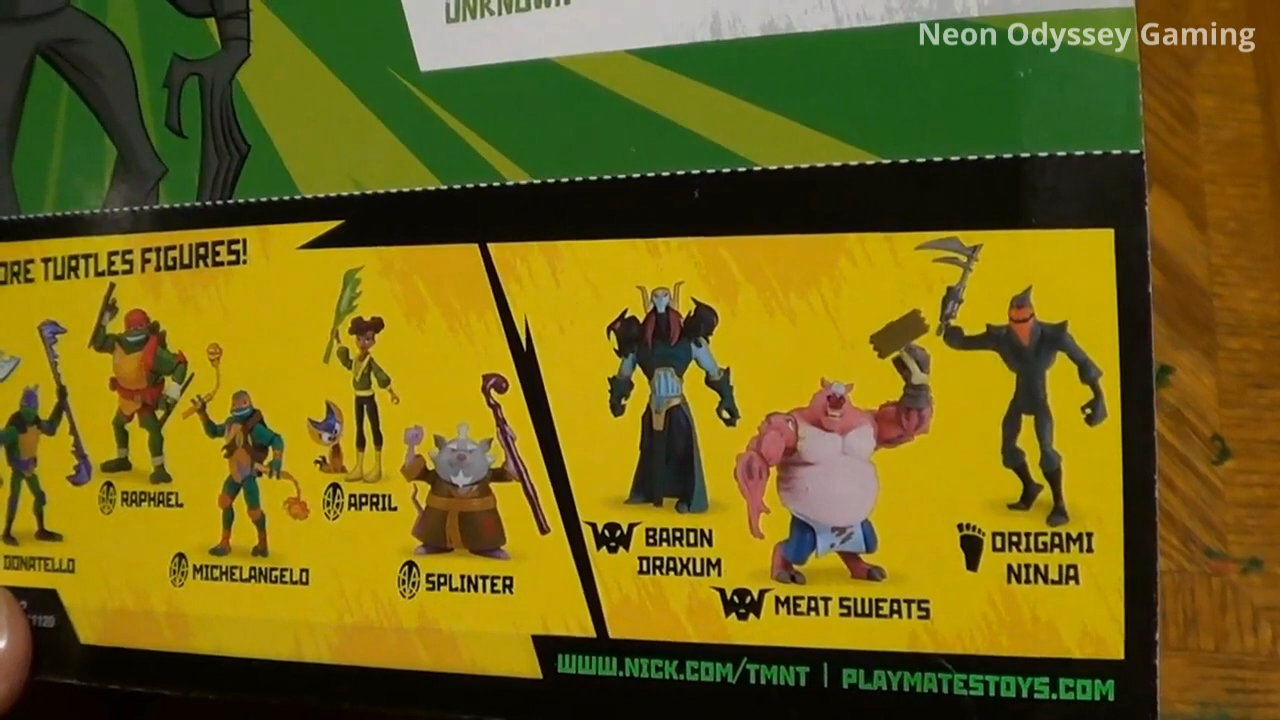 UNKNOWN
Neon Odyssey Gaming
ORE TURTLES FIGURES!
RAPHAEL
APRIL
DONATELLO
MICHELANGELO
SPLINTER
BARON
DRAXUM
MEAT SWEATS
ORIGAMI
NINJA
WWW.NICK.COM/TMNT | PLAYMATESTOYS.COM